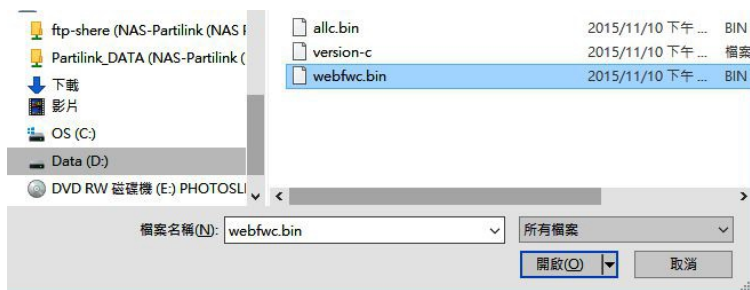 ftp-shere (NAS-Partilink (NAS
Partilink_DATA (NAS-Partilink (
下載
影片
OS (C:)
Data (D:)
DVD RW 磁碟機 (E:) PHOTOSL
allc.bin 2015/11/10 下午 ... BIN
version-c 2015/11/10 下午 ... 檔案
webfwc.bin 2015/11/10 下午 ... BIN
檔案名稱(N): webfwc.bin 所有檔案
開啟(O) 取消